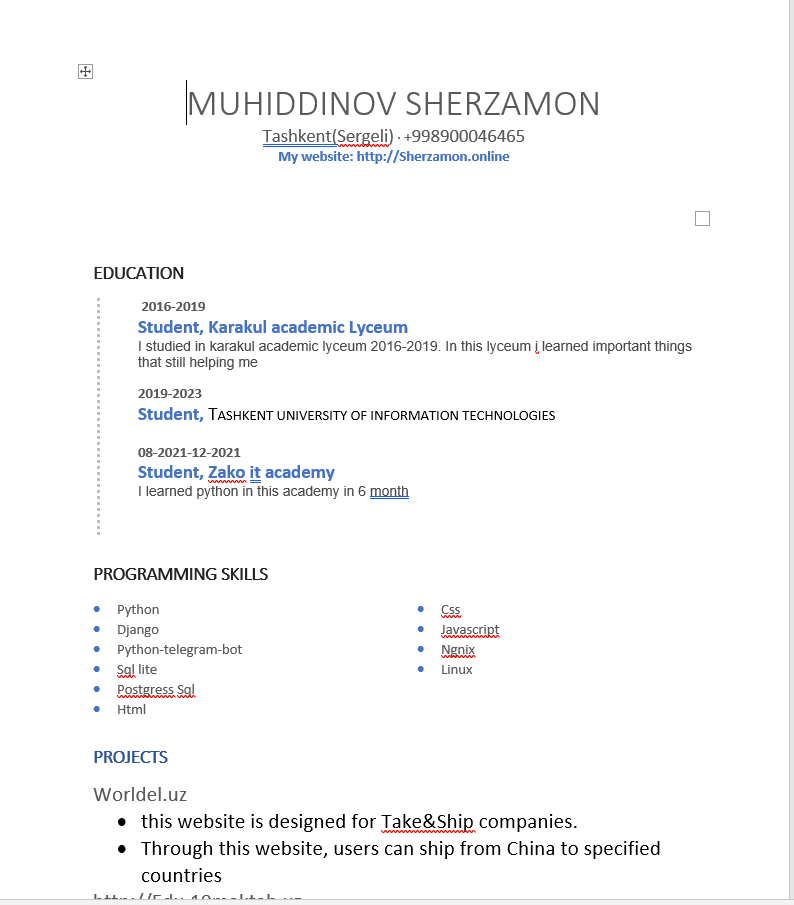 MUHIDDINOV SHERZAMON
Tashkent(Sergeli) · +998900046465
My website: http://Sherzamon.online
EDUCATION
2016-2019
Student, Karakul academic Lyceum
I studied in karakul academic lyceum 2016-2019. In this lyceum i learned important things
that still helping me
2019-2023
Student, TASHKENT UNIVERSITY OF INFORMATION TECHNOLOGIES
08-2021-12-2021
Student, Zako it academy
I learned python in this academy in 6 month
PROGRAMMING SKILLS
• Python
• Django
• Python-telegram-bot
• Sql lite
• Postgress Sql
• Html
• Css
• Javascript
• Ngnix
• Linux
PROJECTS
Worldel.uz
• this website is designed for Take&Ship companies.
• Through this website, users can ship from China to specified
countries